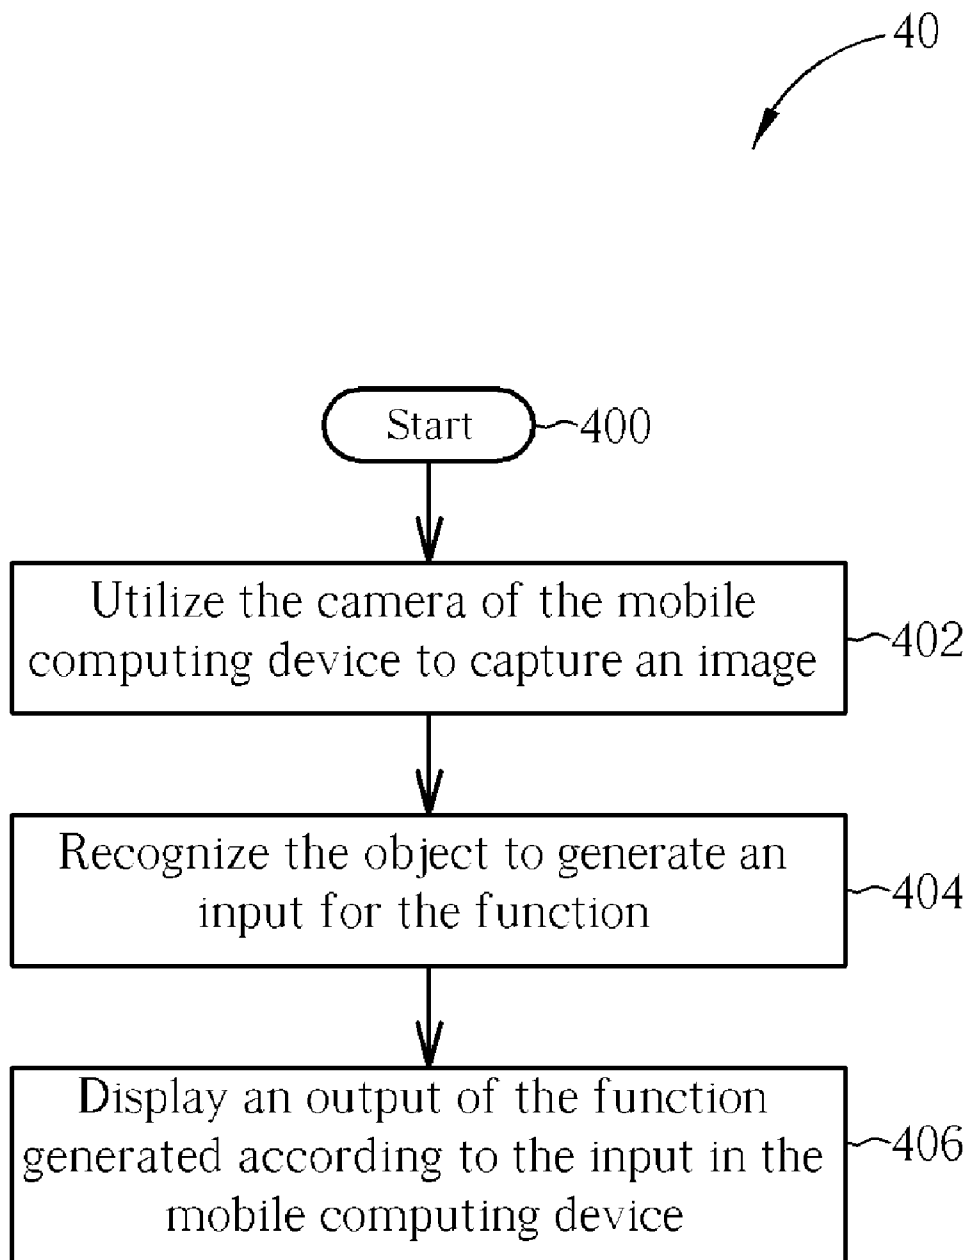 40
Start
400
Utilize the camera of the mobile
computing device to capture an image
402
Recognize the object to generate an
input for the function
404
Display an output of the function
generated according to the input in the
mobile computing device
406